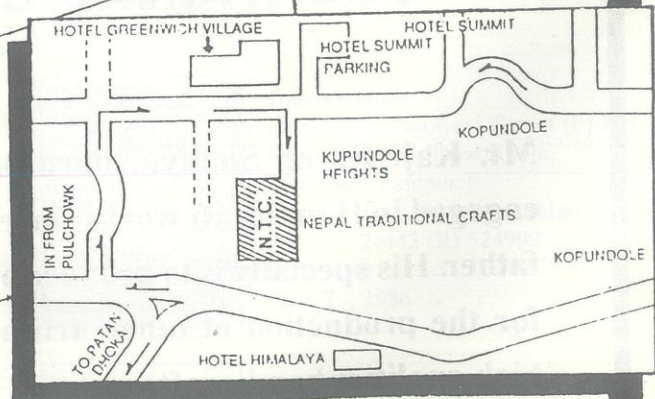 HOTEL GREENWICH VILLAGE
HOTEL SUMMIT
HOTEL SUMMIT
PARKING
KOPUNDOLE
KUPUNDOLE
HEIGHTS
IN FROM
PULCHOWK
N.T.C.
NEPAL TRADITIONAL CRAFTS
KOPUNDOLE
TO PATAN
DHOKA
HOTEL HIMALAYA